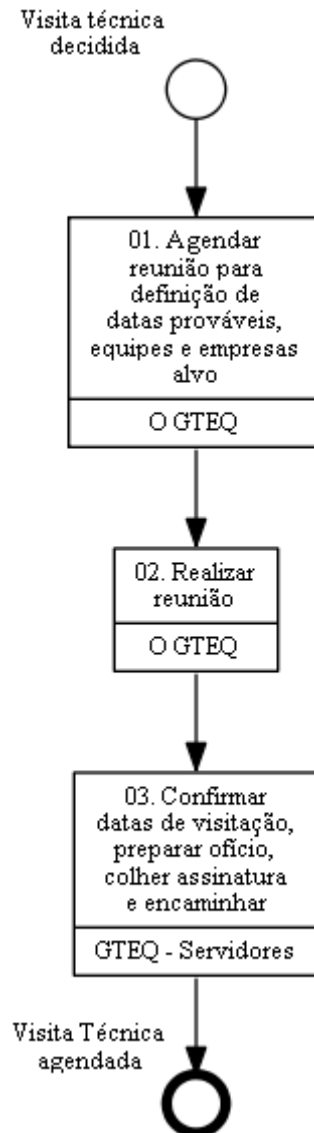 Visita técnica
decidida
01. Agendar
reunião para
definição de
datas prováveis,
equipes e empresas
alvo
O GTEQ
02. Realizar
reunião
O GTEQ
03. Confirmar
datas de visitação,
preparar ofício,
colher assinatura
e encaminhar
GTEQ - Servidores
Visita Técnica
agendada